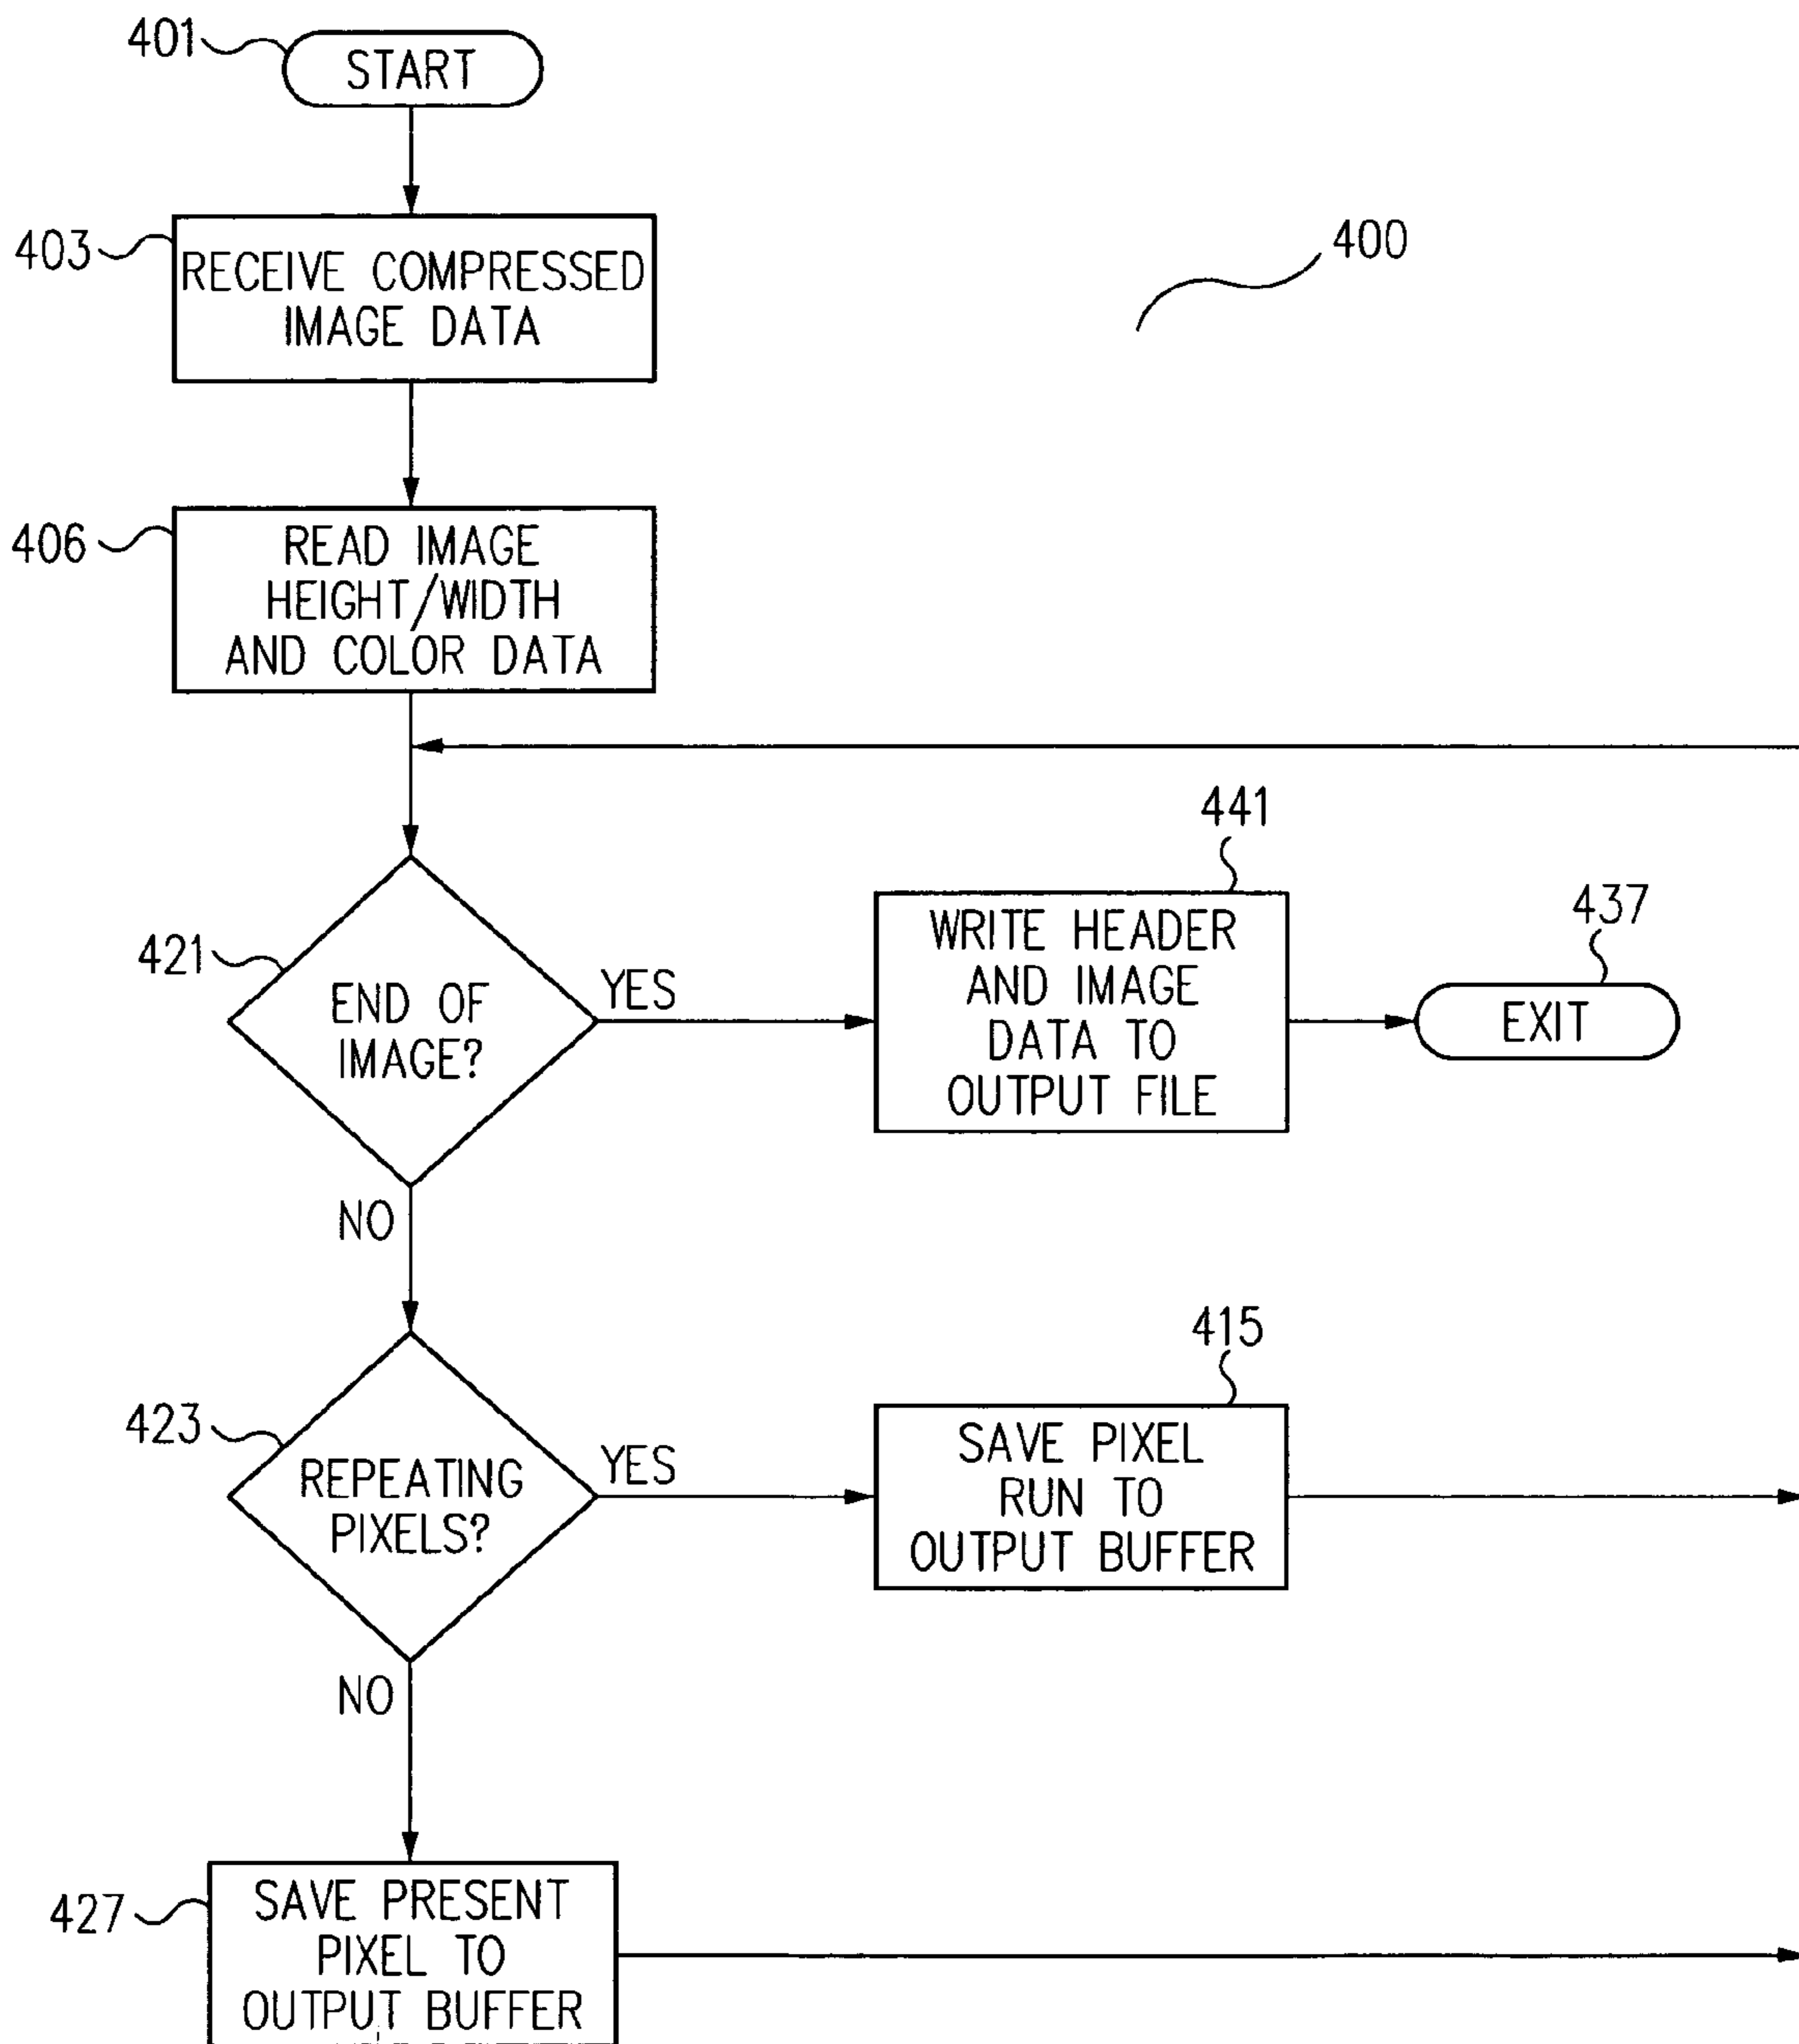 401
START
403
RECEIVE COMPRESSED
IMAGE DATA
400
406
READ IMAGE
HEIGHT/WIDTH
AND COLOR DATA
441
WRITE HEADER
AND IMAGE
DATA TO
OUTPUT FILE
437
EXIT
421
END OF
IMAGE?
YES
NO
415
SAVE PIXEL
RUN TO
OUTPUT BUFFER
423
REPEATING
PIXELS?
YES
NO
427
SAVE PRESENT
PIXEL TO
OUTPUT BUFFER